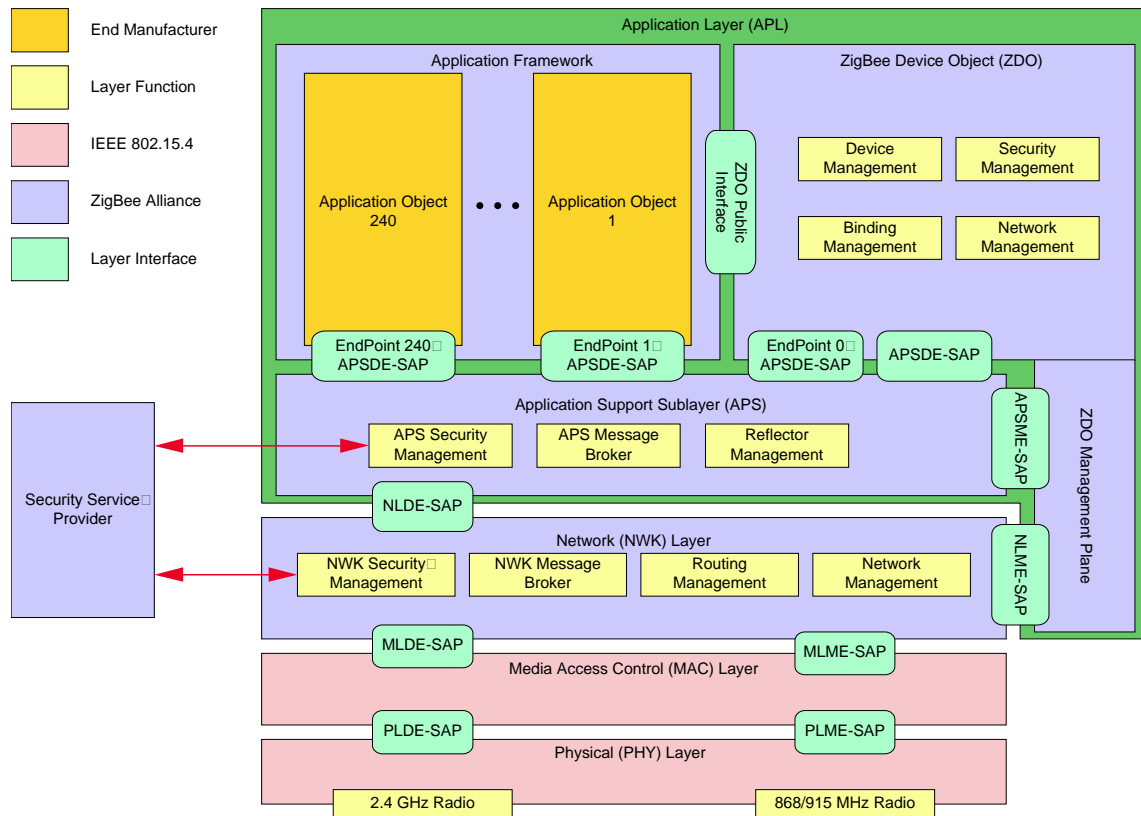 End Manufacturer
Layer Function
IEEE 802.15.4
ZigBee Alliance
Layer Interface
Application Layer (APL)
Application Framework
ZigBee Device Object (ZDO)
Application Object
240
Application Object
1
ZDO Public
Interface
Device
Management
Security
Management
Binding
Management
Network
Management
EndPoint 240
APSDE-SAP
EndPoint 1
APSDE-SAP
EndPoint 0
APSDE-SAP
APSDE-SAP
Application Support Sublayer (APS)
APS Security
Management
APS Message
Broker
Reflector
Management
APSME-SAP
ZDO Management Plane
Security Service
Provider
NLDE-SAP
Network (NWK) Layer
NWK Security
Management
NWK Message
Broker
Routing
Management
Network
Management
NLME-SAP
MLDE-SAP
MLME-SAP
Media Access Control (MAC) Layer
PLDE-SAP
PLME-SAP
Physical (PHY) Layer
2.4 GHz Radio
868/915 MHz Radio